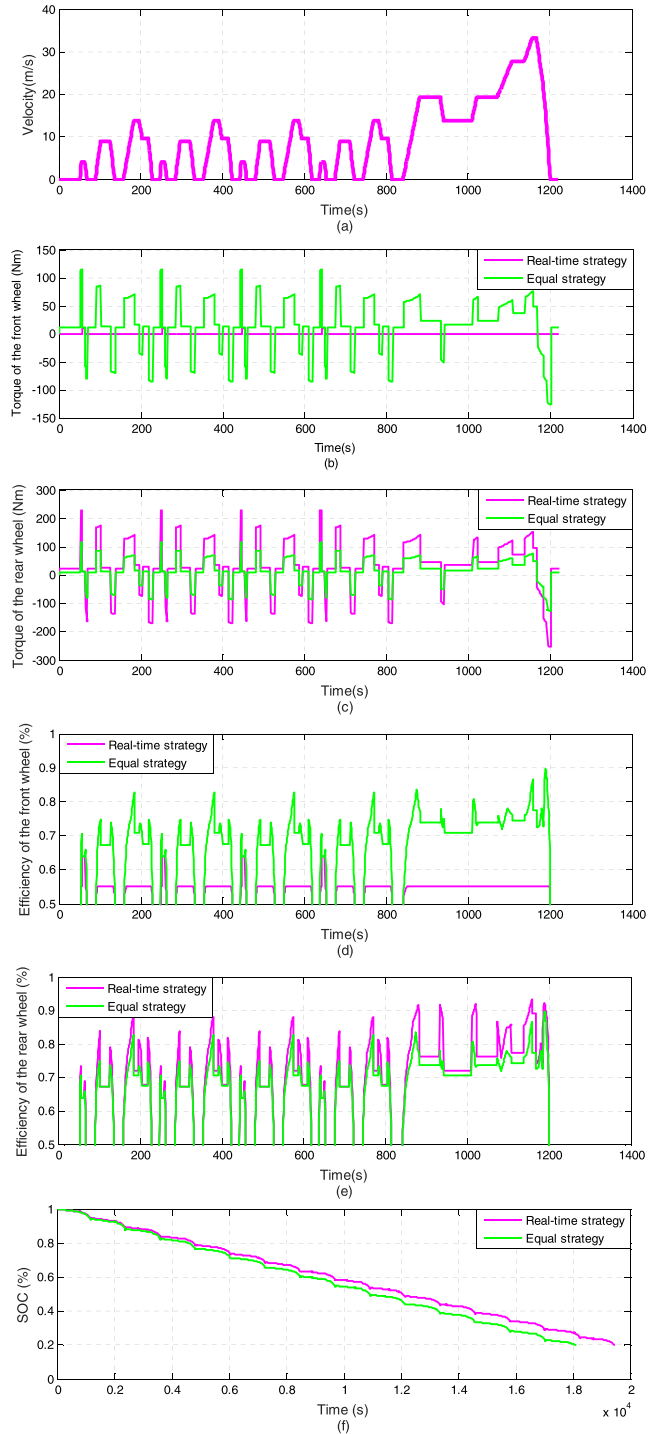 40
30
20
10
0
Velocity(m/s)
0 200 400 600 800 1000 1200 1400
Time(s)
(a)
150
100
50
0
-50
-100
-150
Torque of the front wheel (Nm)
Real-time strategy
Equal strategy
0 200 400 600 800 1000 1200 1400
Time(s)
(b)
300
200
100
0
-100
-200
-300
Torque of the rear wheel (Nm)
Real-time strategy
Equal strategy
0 200 400 600 800 1000 1200 1400
Time(s)
(c)
1
0.9
0.8
0.7
0.6
0.5
Efficiency of the front wheel (%)
Real-time strategy
Equal strategy
0 200 400 600 800 1000 1200 1400
Time(s)
(d)
1
0.9
0.8
0.7
0.6
0.5
Efficiency of the rear wheel (%)
Real-time strategy
Equal strategy
0 200 400 600 800 1000 1200 1400
Time(s)
(e)
1
0.8
0.6
0.4
0.2
0
SOC (%)
Real-time strategy
Equal strategy
0 0.2 0.4 0.6 0.8 1 1.2 1.4 1.6 1.8 2
x 10⁴
Time (s)
(f)